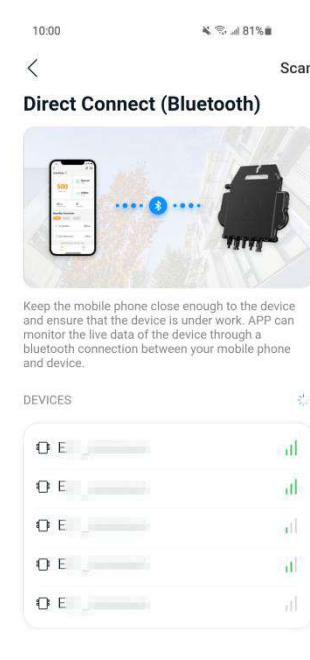 10:00 81%
Scan
Direct Connect (Bluetooth)
Keep the mobile phone close enough to the device
and ensure that the device is under work. APP can
monitor the live data of the device through a
bluetooth connection between your mobile phone
and device.
DEVICES
E
E
E
E
E